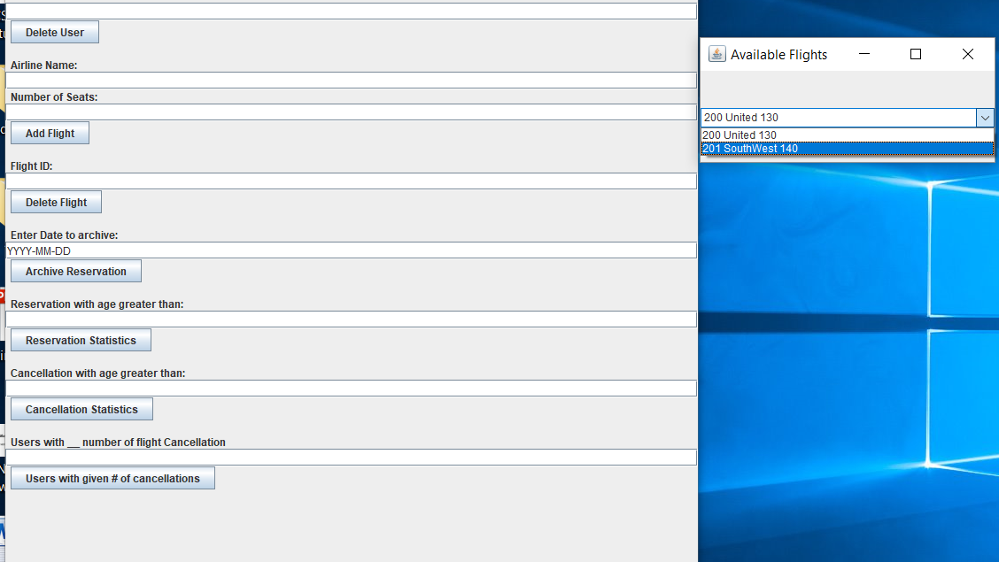 Delete User
Airline Name:
Number of Seats:
Add Flight
Flight ID:
Delete Flight
Enter Date to archive:
YYYY-MM-DD
Archive Reservation
Reservation with age greater than:
Reservation Statistics
Cancellation with age greater than:
Cancellation Statistics
Users with __ number of flight Cancellation
Users with given # of cancellations
Available Flights
200 United 130
200 United 130
201 SouthWest 140